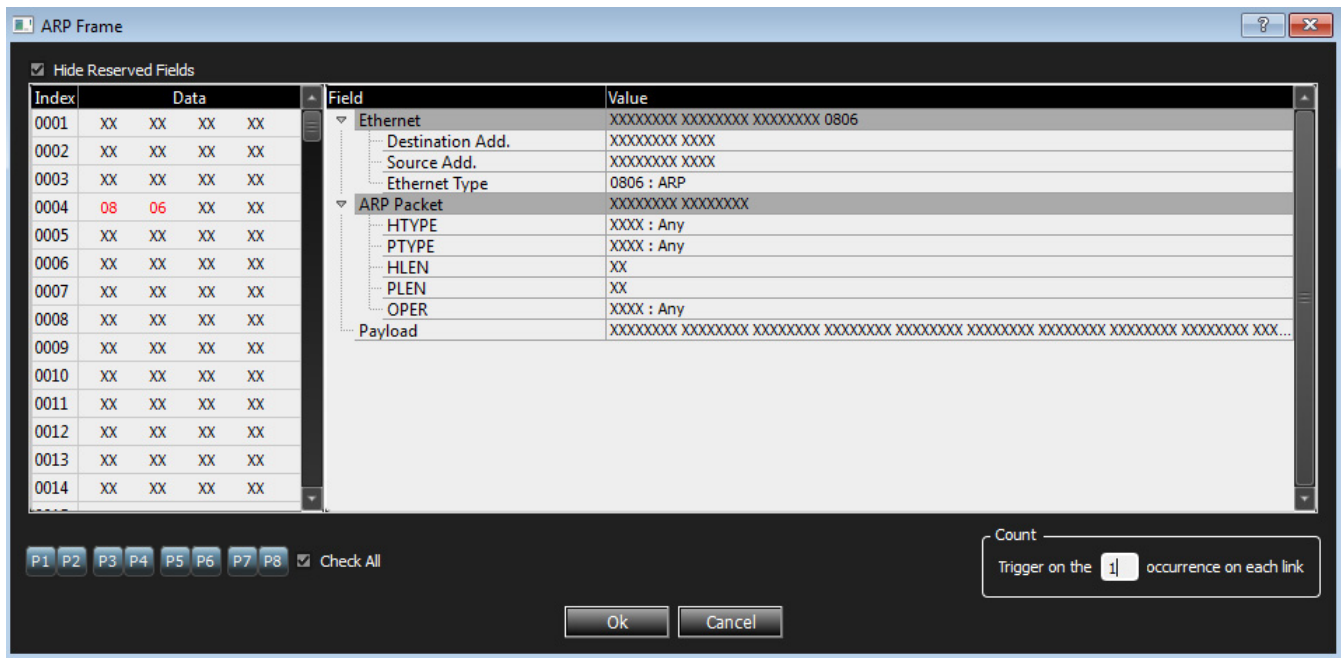 ARP Frame
Hide Reserved Fields
Index Data Field Value
0001 XX XX XX XX Ethernet XXXXXXXX XXXXXXXX XXXXXXXX 0806
Destination Add. XXXXXXXX XXXX
0002 XX XX XX XX Source Add. XXXXXXXX XXXX
0003 XX XX XX XX Ethernet Type 0806 : ARP
0004 08 06 XX XX ARP Packet XXXXXXXX XXXXXXXX
HTYPE XXXX : Any
0005 XX XX XX XX PTYPE XXXX : Any
0006 XX XX XX XX HLEN XX
0007 XX XX XX XX PLEN XX
0008 XX XX XX XX OPER XXXX : Any
Payload XXXXXXXX XXXXXXXX XXXXXXXX XXXXXXXX XXXXXXXX XXXXXXXX XXXXXXXX XXXXXXXX XXXXXXXX XXX...
0009 XX XX XX XX
0010 XX XX XX XX
0011 XX XX XX XX
0012 XX XX XX XX
0013 XX XX XX XX
0014 XX XX XX XX
P1 P2 P3 P4 P5 P6 P7 P8 Check All
Count
Trigger on the 1 occurrence on each link
Ok Cancel